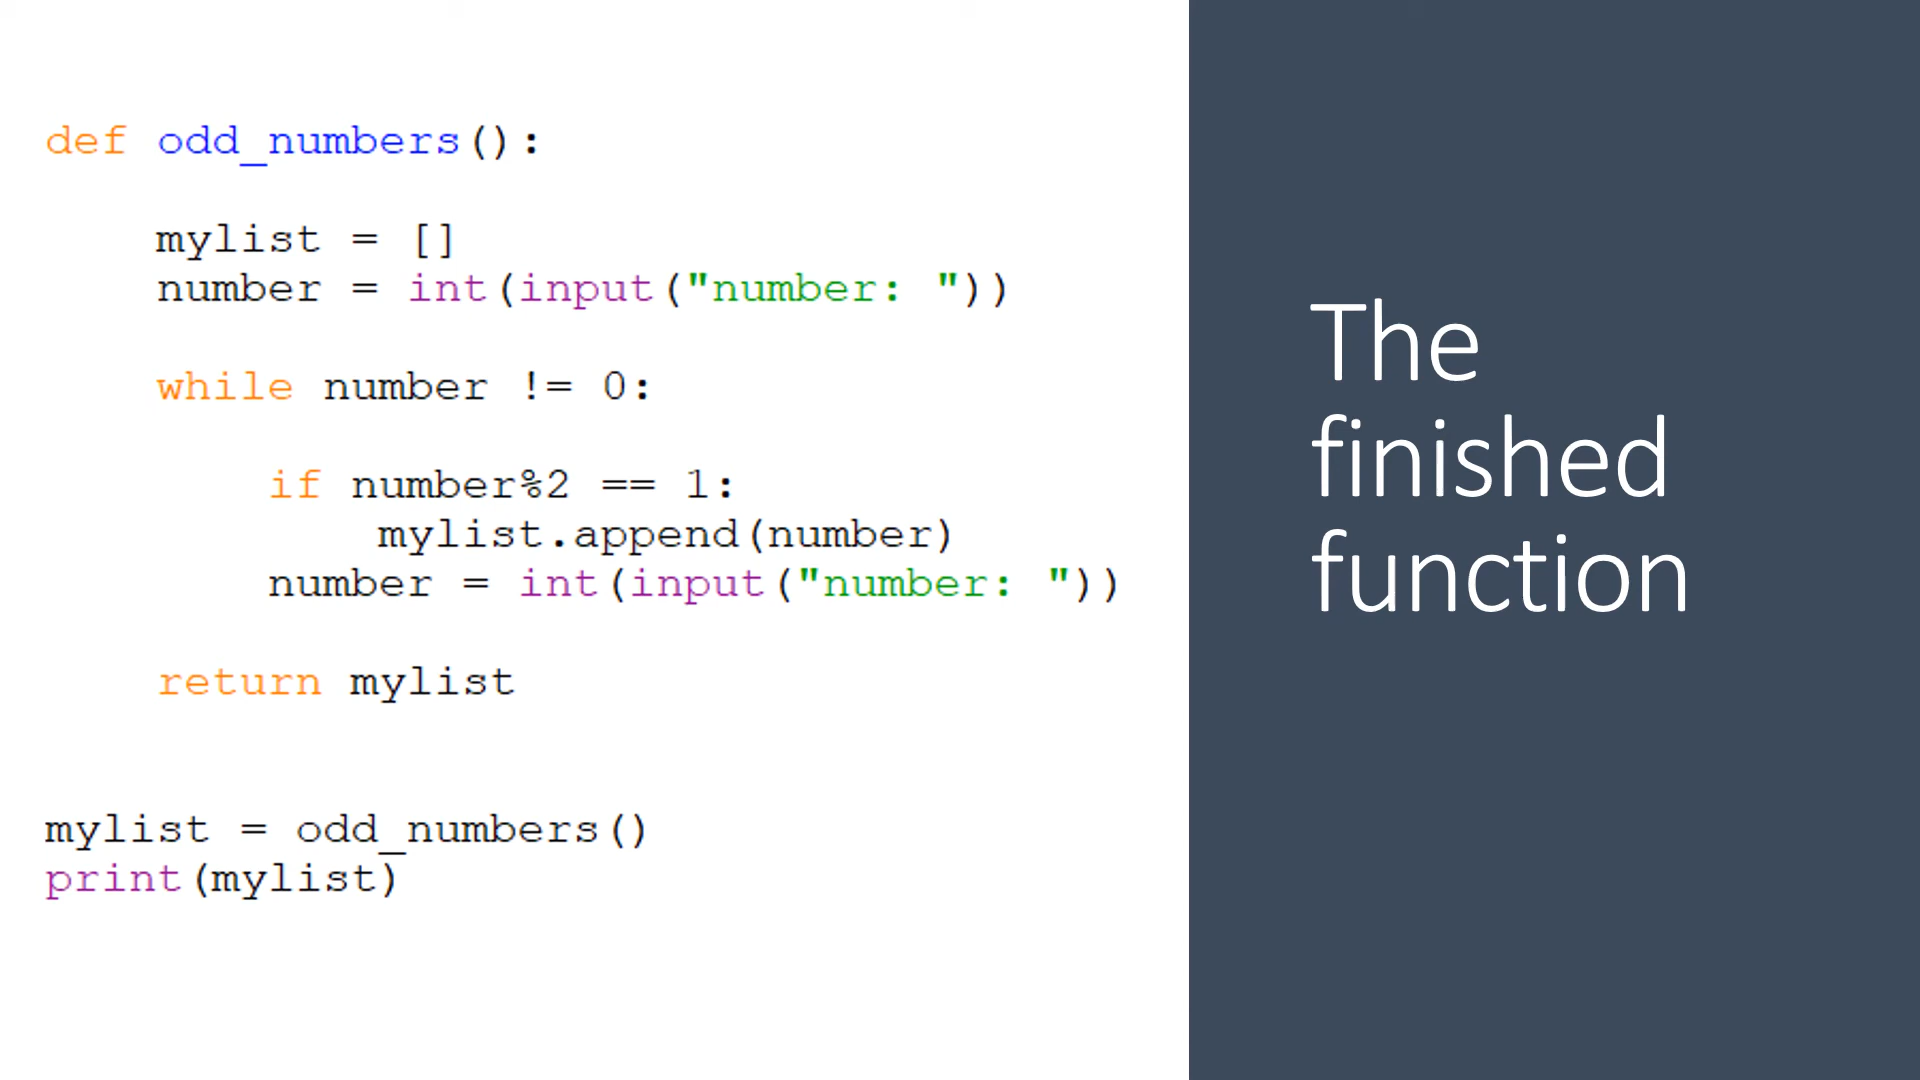 def odd_numbers():
    mylist = []
    number = int(input("number: "))
    while number != 0:
        if number%2 == 1:
            mylist.append(number)
        number = int(input("number: "))
    return mylist
mylist = odd_numbers()
print(mylist)
The
finished
function